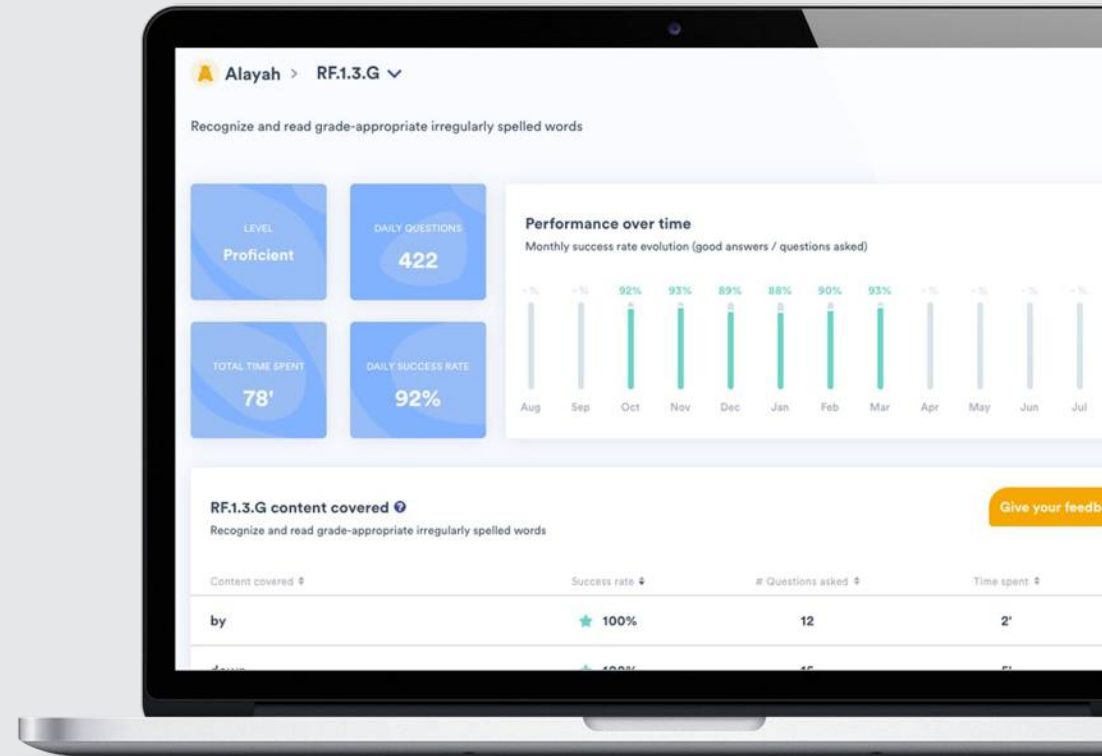 Alayah > RF.1.3.G
Recognize and read grade-appropriate irregularly spelled words
LEVEL
Proficient
DAILY QUESTIONS
422
TOTAL TIME SPENT
78'
DAILY SUCCESS RATE
92%
Performance over time
Monthly success rate evolution (good answers / questions asked)
-% -% 92% 93% 89% 88% 90% 93% -% -% -% -%
Aug Sep Oct Nov Dec Jan Feb Mar Apr May Jun Jul
RF.1.3.G content covered
Recognize and read grade-appropriate irregularly spelled words
Give your feedb
Content covered Success rate # Questions asked Time spent
by 100% 12 2'